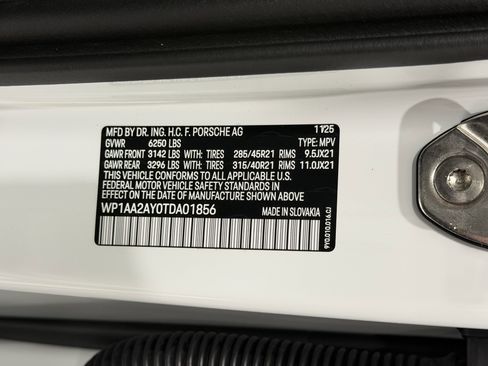 MFD BY DR. ING. H.C. F. PORSCHE AG 11/25
GVWR 6250 LBS TYPE: MPV
GAWR FRONT 3142 LBS WITH: TIRES 285/45R21 RIMS 9.5JX21
GAWR REAR 3296 LBS WITH: TIRES 315/40R21 RIMS 11.0JX21
THIS VEHICLE CONFORMS TO ALL APPLICABLE U.S.
FEDERAL MOTOR VEHICLE SAFETY STANDARDS IN
EFFECT ON THE DATE OF MANUFACTURE SHOWN ABOVE.
WP1AA2AY0TDA01856 MADE IN SLOVAKIA
9Y0.010.016.CJ